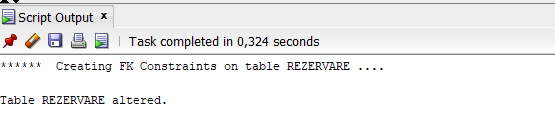 Script Output x
Task completed in 0,324 seconds
****** Creating FK Constraints on table REZERVARE ....
Table REZERVARE altered.